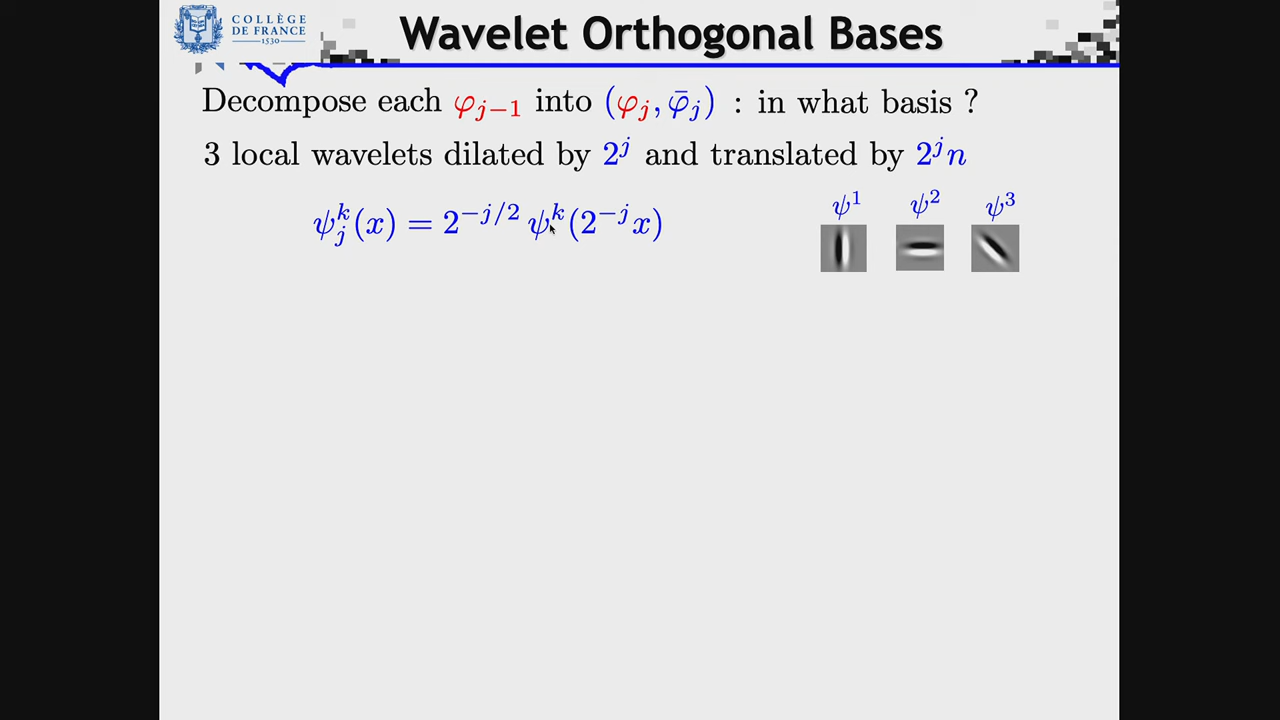 COLLÈGE
DE FRANCE
1530
Wavelet Orthogonal Bases
Decompose each φ_{j−1} into (φ_j, φ̄_j) : in what basis ?
3 local wavelets dilated by 2^j and translated by 2^j n
ψ_j^k(x) = 2^{−j/2} ψ^k(2^{−j}x)
ψ^1 ψ^2 ψ^3